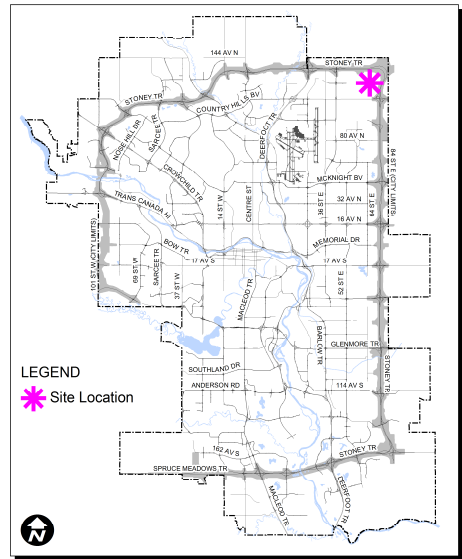 144 AV N
STONEY TR
STONEY TR
COUNTRY HILLS BV
DEERFOOT TR
NOSE HILL DR
SARCEE TR
80 AV N
84 ST E (CITY LIMITS)
CROWCHILD TR
MCKNIGHT BV
TRANS CANADA H
14 ST W
CENTRE ST
36 ST E
32 AV N
64 ST E
16 AV N
BOW TR
MEMORIAL DR
17 AV S
17 AV S
101 ST W (CITY LIMITS)
69 ST W
SARCEE TR
37 ST W
52 ST E
MACLEOD TR
BARLOW TR
GLENMORE TR
STONEY TR
SOUTHLAND DR
ANDERSON RD
114 AV S
LEGEND
Site Location
162 AV S
STONEY TR
SPRUCE MEADOWS TR
MACLEOD TR
DEERFOOT TR
N